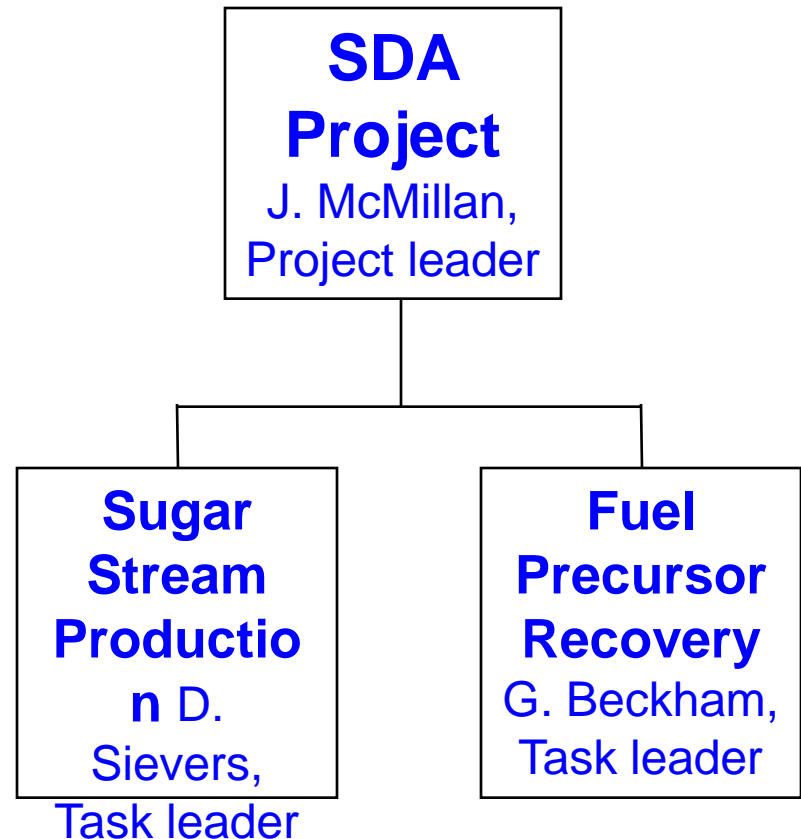 SDA
Project
J. McMillan,
Project leader
Sugar
Stream
Productio
n D.
Sievers,
Task leader
Fuel
Precursor
Recovery
G. Beckham,
Task leader